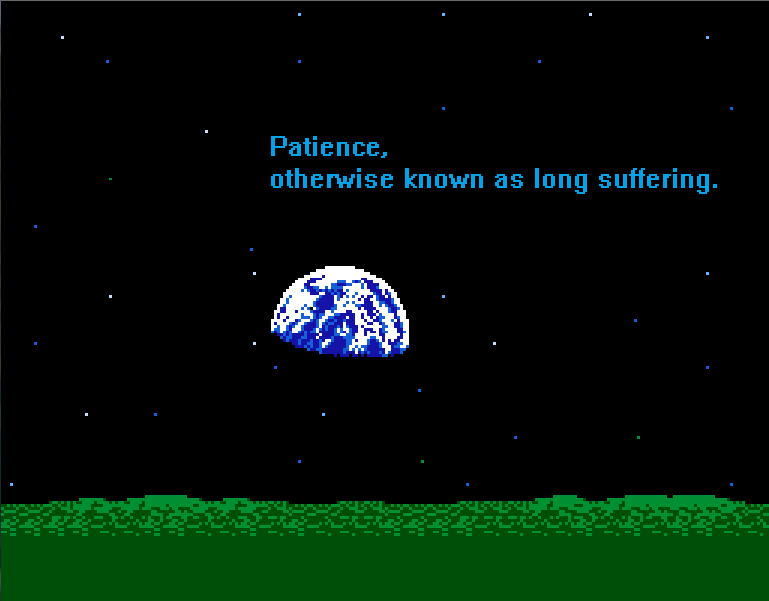 Patience,
otherwise known as long suffering.